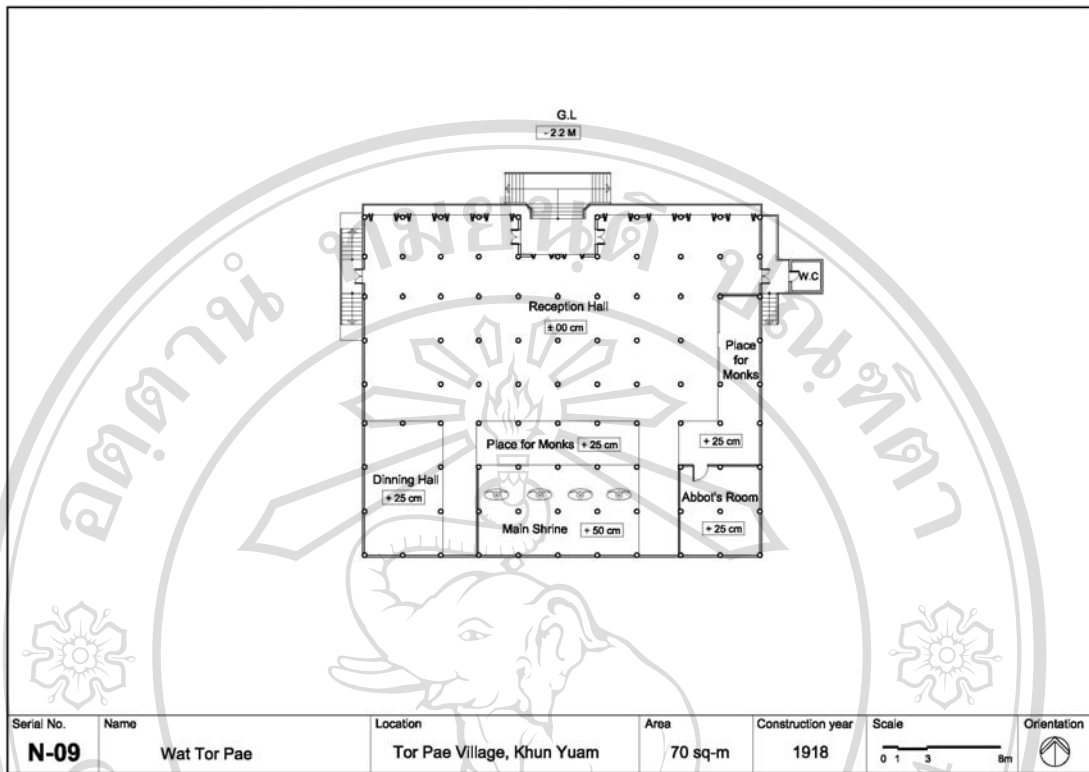 G.L
- 2.2 M
W.C
Reception Hall
± 00 cm
Place
for
Monks
Place for Monks + 25 cm
+ 25 cm
Dinning Hall
+ 25 cm
Abbot's Room
+ 25 cm
Main Shrine + 50 cm
Serial No. Name Location Area Construction year Scale Orientation
N-09 Wat Tor Pae Tor Pae Village, Khun Yuam 70 sq-m 1918
0 1 3 8m